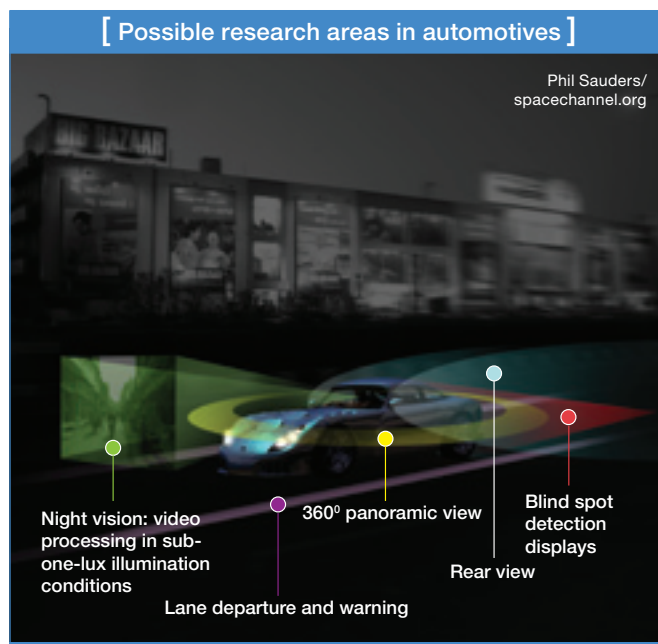 [ Possible research areas in automotives ]
Phil Sauders/
spacechannel.org
BIG BAZAAR
Night vision: video
processing in sub-
one-lux illumination
conditions
Lane departure and warning
360⁰ panoramic view
Rear view
Blind spot
detection
displays